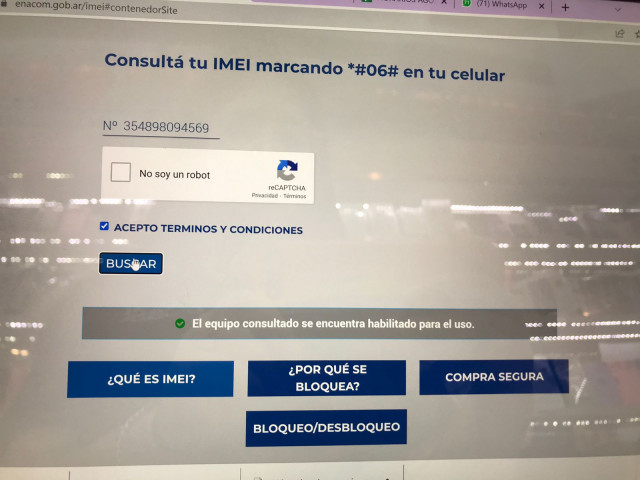 enacom.gob.ar/imei#contenedorSite
(71) WhatsApp
Consultá tu IMEI marcando *#06# en tu celular
Nº 354898094569
No soy un robot
reCAPTCHA
Privacidad - Términos
ACEPTO TERMINOS Y CONDICIONES
BUSCAR
El equipo consultado se encuentra habilitado para el uso.
¿QUÉ ES IMEI?
¿POR QUÉ SE
BLOQUEA?
COMPRA SEGURA
BLOQUEO/DESBLOQUEO